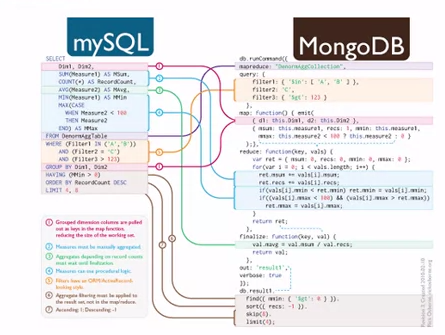 mySQL
MongoDB
SELECT
Dim1, Dim2,
SUM(Measure1) AS MSum,
COUNT(*) AS RecordCount,
AVG(Measure2) AS MAvg,
MIN(Measure1) AS MMin
MAX(CASE
WHEN Measure2 < 100
THEN Measure2
END) AS MMax
FROM DenormAggTable
WHERE (Filter1 IN ('A','B'))
AND (Filter2 = 'C')
AND (Filter3 > 123)
GROUP BY Dim1, Dim2
HAVING (MMin > 0)
ORDER BY RecordCount DESC
LIMIT 4, 8
1 Grouped dimension columns are pulled
out as keys in the map function,
reducing the size of the working set.
2 Measures must be manually aggregated.
3 Aggregates depending on record counts
must wait until finalization.
4 Measures can use procedural logic.
5 Filters have an ORM/ActiveRecord-
looking style.
6 Aggregate filtering must be applied to
the result set, not in the map/reduce.
7 Ascending: 1; Descending: -1
db.runCommand({
mapreduce: "DenormAggCollection",
query: {
filter1: { '$in': [ 'A', 'B' ] },
filter2: 'C',
filter3: { '$gt': 123 }
},
map: function() { emit(
{ d1: this.Dim1, d2: this.Dim2 },
{ msum: this.measure1, recs: 1, mmin: this.measure1,
mmax: this.measure2 < 100 ? this.measure2 : 0 }
);},
reduce: function(key, vals) {
var ret = { msum: 0, recs: 0, mmin: 0, mmax: 0 };
for(var i = 0; i < vals.length; i++) {
ret.msum += vals[i].msum;
ret.recs += vals[i].recs;
if(vals[i].mmin < ret.mmin) ret.mmin = vals[i].mmin;
if((vals[i].mmax < 100) && (vals[i].mmax > ret.mmax))
ret.mmax = vals[i].mmax;
}
return ret;
},
finalize: function(key, val) {
val.mavg = val.msum / val.recs;
return val;
},
out: 'result1',
verbose: true
});
db.result1.
find({ mmin: { '$gt': 0 } }).
sort({ recs: -1 }).
skip(4).
limit(8);